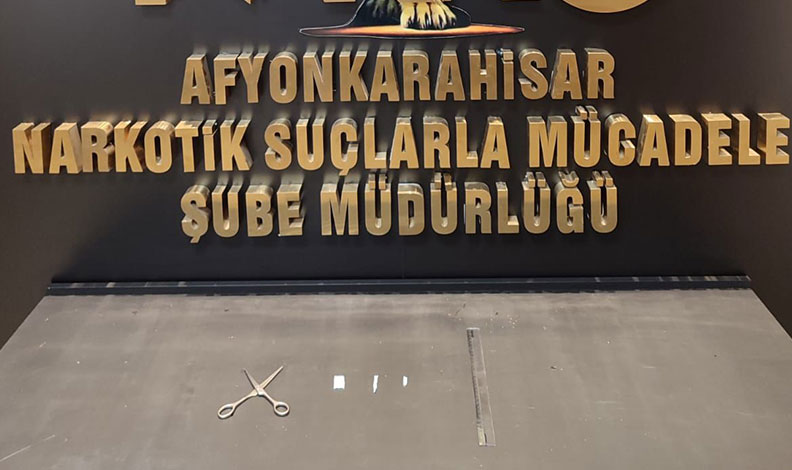 AFYONKARAHİSAR
NARKOTİK SUÇLARLA MÜCADELE
ŞUBE MÜDÜRLÜĞÜ